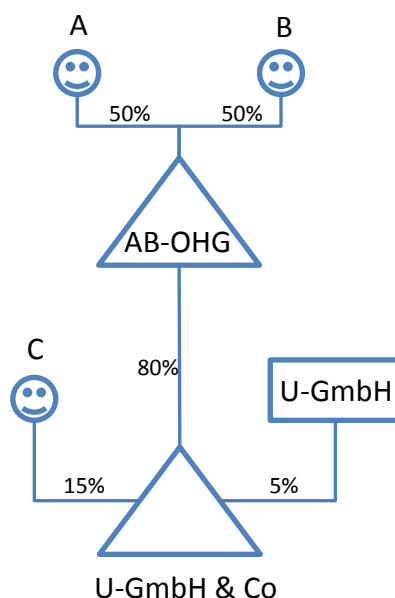 A B
50% 50%
AB-OHG
C
80%
U-GmbH
15% 5%
U-GmbH & Co